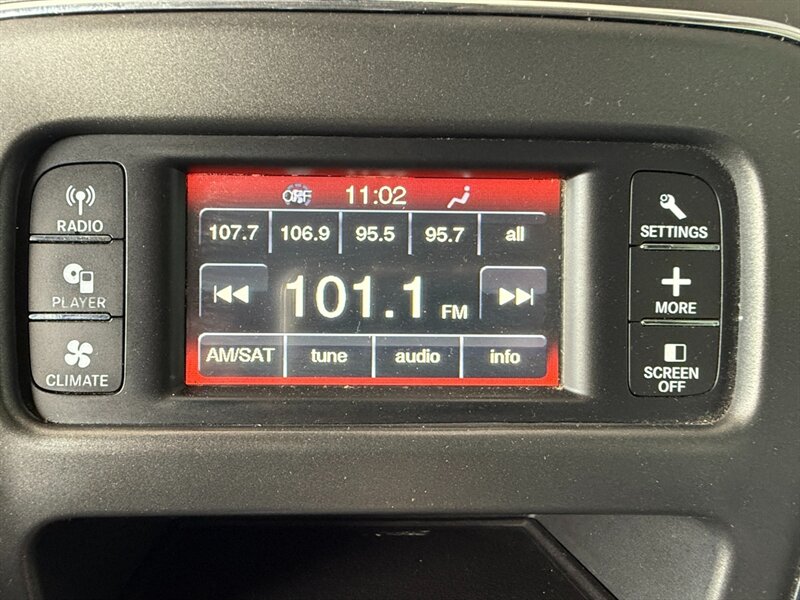 RADIO
PLAYER
CLIMATE
OFF 11:02
107.7 106.9 95.5 95.7 all
101.1 FM
AM/SAT tune audio info
SETTINGS
MORE
SCREEN
OFF